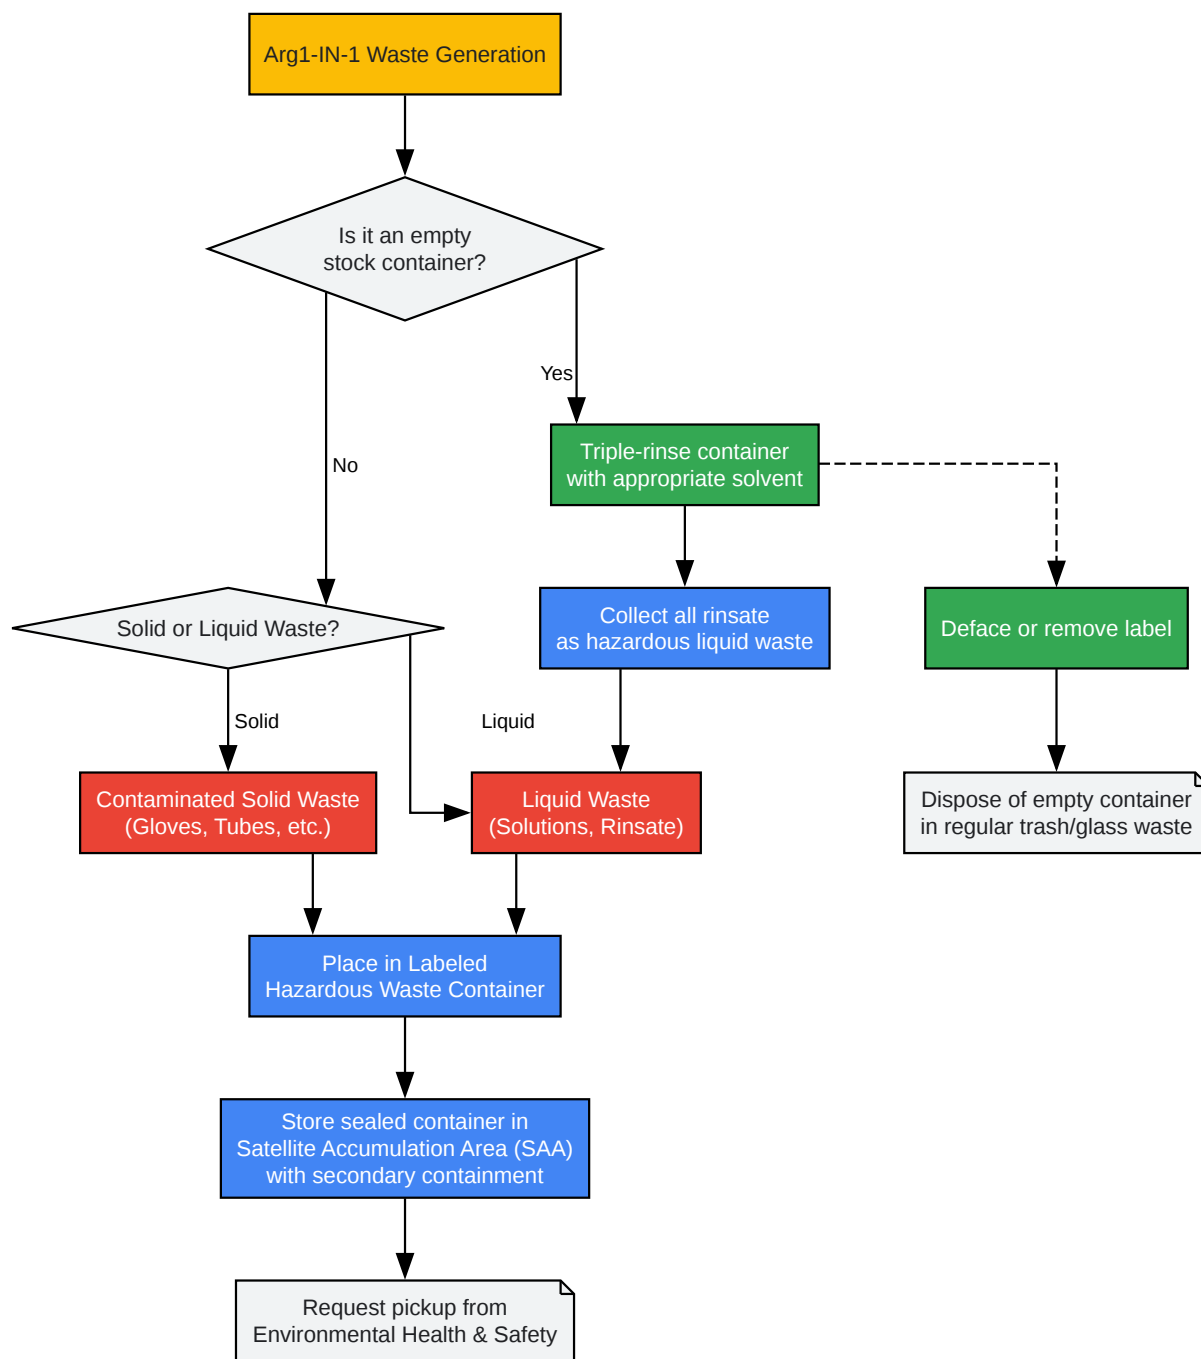 Arg1-IN-1 Waste Generation
Is it an empty
stock container?
Yes
No
Triple-rinse container
with appropriate solvent
Collect all rinsate
as hazardous liquid waste
Deface or remove label
Solid or Liquid Waste?
Solid
Liquid
Contaminated Solid Waste
(Gloves, Tubes, etc.)
Liquid Waste
(Solutions, Rinsate)
Dispose of empty container
in regular trash/glass waste
Place in Labeled
Hazardous Waste Container
Store sealed container in
Satellite Accumulation Area (SAA)
with secondary containment
Request pickup from
Environmental Health & Safety